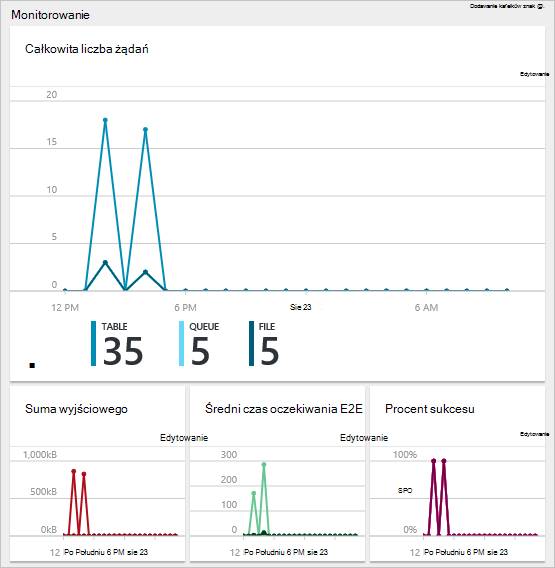 Dodawanie kafelków znak @.
Monitorowanie
Całkowita liczba żądań
Edytowanie
20
15
10
5
0
12 PM 6 PM Sie 23 6 AM
TABLE QUEUE FILE
35 5 5
Suma wyjściowego Średni czas oczekiwania E2E Procent sukcesu
Edytowanie Edytowanie Edytowanie
1,000kB 300 100%
200
500kB SPO
100
0kB 0 0%
12 Po Południu 6 PM sie 23 12 Po Południu 6 PM sie 23 12 Po Południu 6 PM sie 23